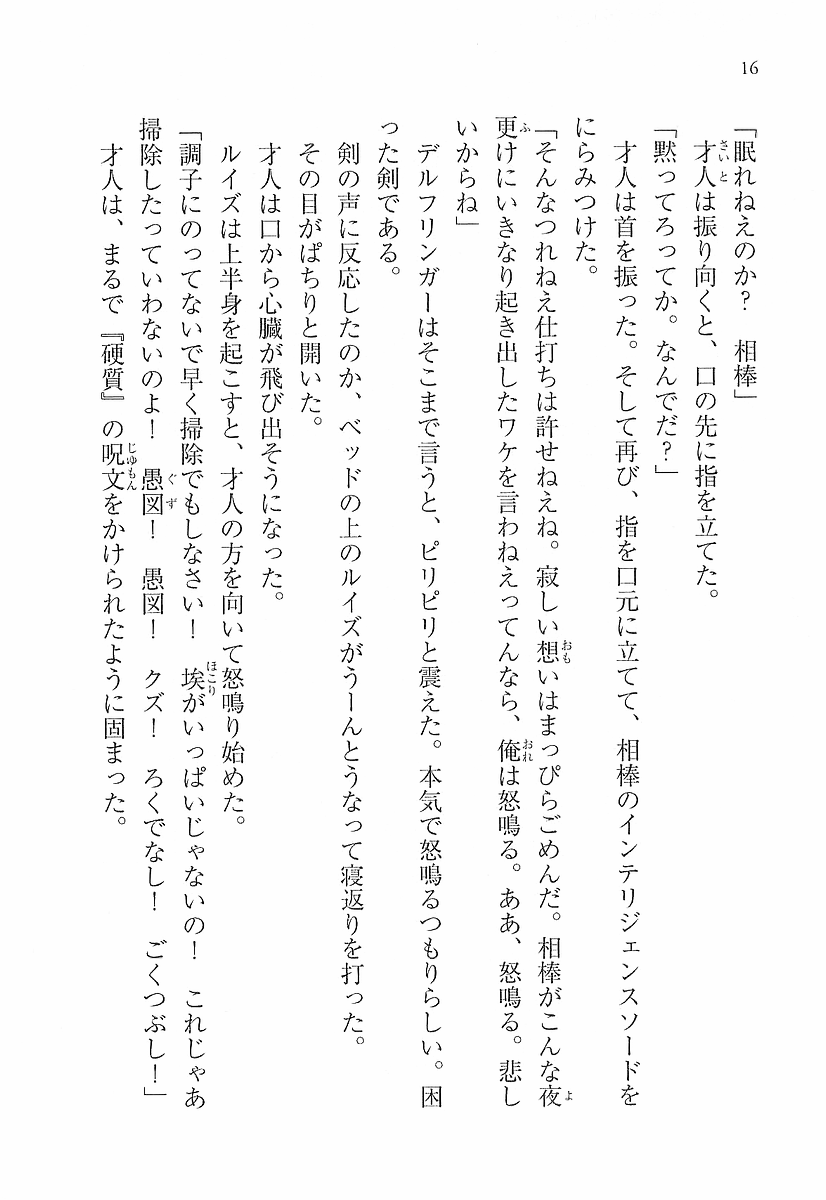 16
「眠れねえのか？　相棒」
才人は振り向くと、口の先に指を立てた。
「黙ってろってか。なんでだ？」
才人は首を振った。そして再び、指を口元に立てて、相棒のインテリジェンスソードを
にらみつけた。
「そんなつれねえ仕打ちは許せねえね。寂しい想いはまっぴらごめんだ。相棒がこんな夜
更けにいきなり起き出したワケを言わねえってんなら、俺は怒鳴る。ああ、怒鳴る。悲し
いからね」
デルフリンガーはそこまで言うと、ピリピリと震えた。本気で怒鳴るつもりらしい。困
った剣である。
剣の声に反応したのか、ベッドの上のルイズがうーんとうなって寝返りを打った。
その目がぱちりと開いた。
才人は口から心臓が飛び出そうになった。
ルイズは上半身を起こすと、才人の方を向いて怒鳴り始めた。
「調子にのってないで早く掃除でもしなさい！　埃がいっぱいじゃないの！　これじゃあ
掃除したっていわないのよ！　愚図！　愚図！　クズ！　ろくでなし！　ごくつぶし！」
才人は、まるで『硬質』の呪文をかけられたように固まった。